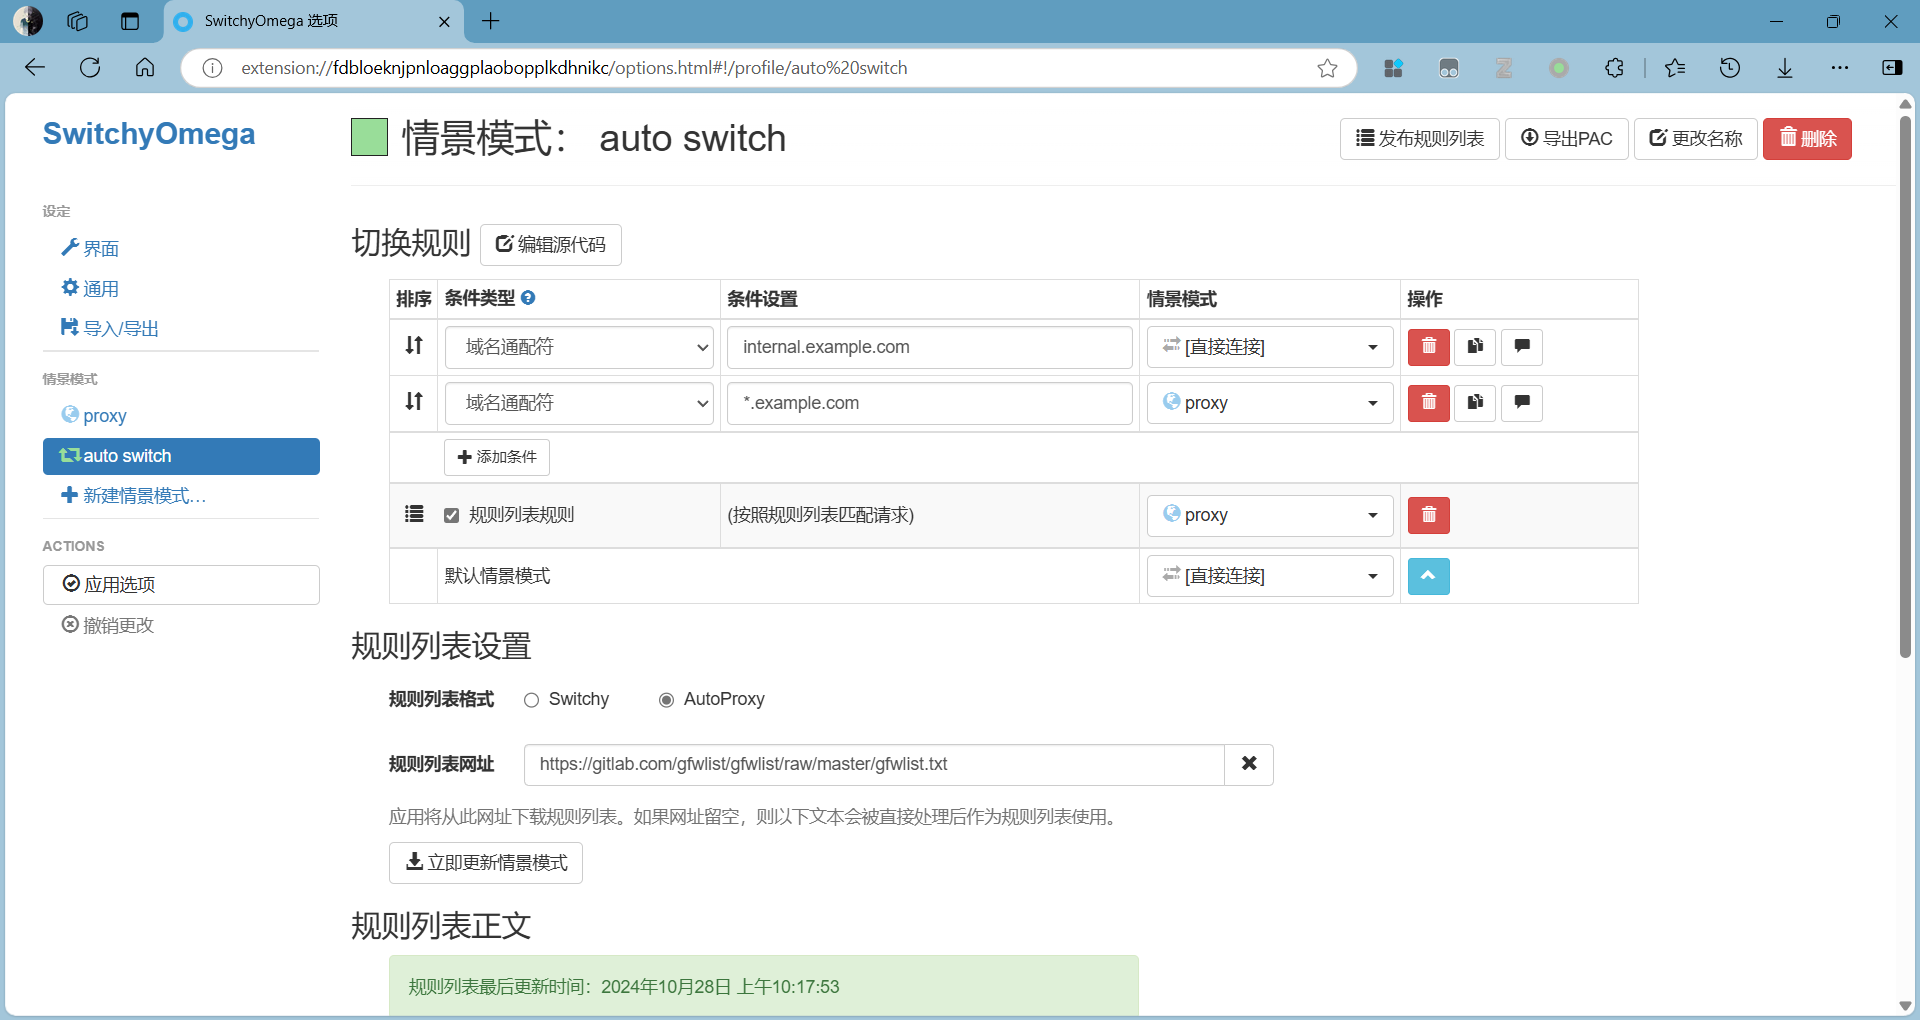 SwitchyOmega 选项
extension://fdbloeknjpnloaggplaobopplkdhnikc/options.html#!/profile/auto%20switch
SwitchyOmega
设定
界面
通用
导入/导出
情景模式
proxy
auto switch
新建情景模式…
ACTIONS
应用选项
撤销更改
情景模式： auto switch
发布规则列表
导出PAC
更改名称
删除
切换规则
编辑源代码
排序 条件类型 条件设置 情景模式 操作
域名通配符 internal.example.com [直接连接]
域名通配符 *.example.com proxy
添加条件
规则列表规则 (按照规则列表匹配请求) proxy
默认情景模式 [直接连接]
规则列表设置
规则列表格式 Switchy AutoProxy
规则列表网址 https://gitlab.com/gfwlist/gfwlist/raw/master/gfwlist.txt
应用将从此网址下载规则列表。如果网址留空，则以下文本会被直接处理后作为规则列表使用。
立即更新情景模式
规则列表正文
规则列表最后更新时间：2024年10月28日 上午10:17:53